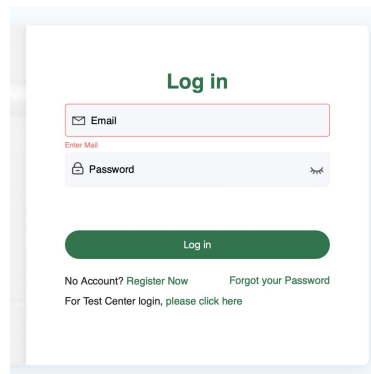 Log in
Email
Enter Mail
Password
Log in
No Account? Register Now Forgot your Password
For Test Center login, please click here